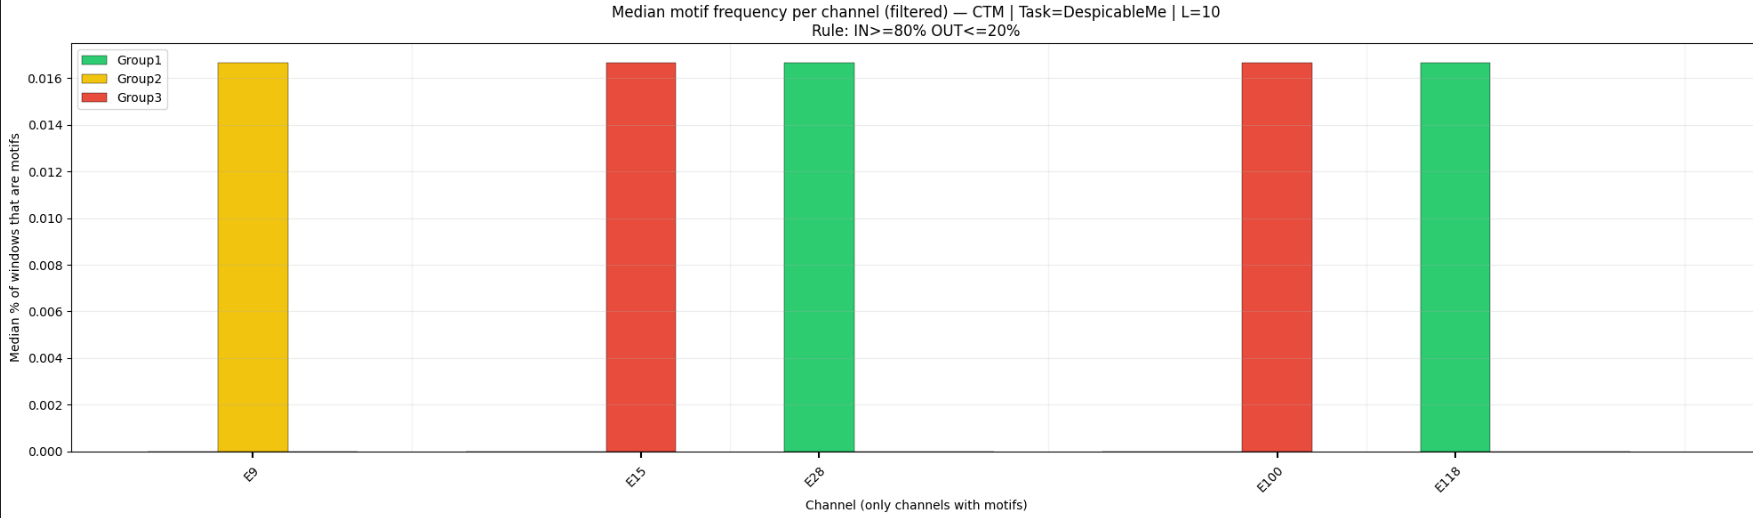 Median motif frequency per channel (filtered) — CTM | Task=DespicableMe | L=10
Rule: IN>=80% OUT<=20%
Group1
Group2
Group3
Median % of windows that are motifs
0.016
0.014
0.012
0.010
0.008
0.006
0.004
0.002
0.000
E9
E15
E28
E100
E118
Channel (only channels with motifs)